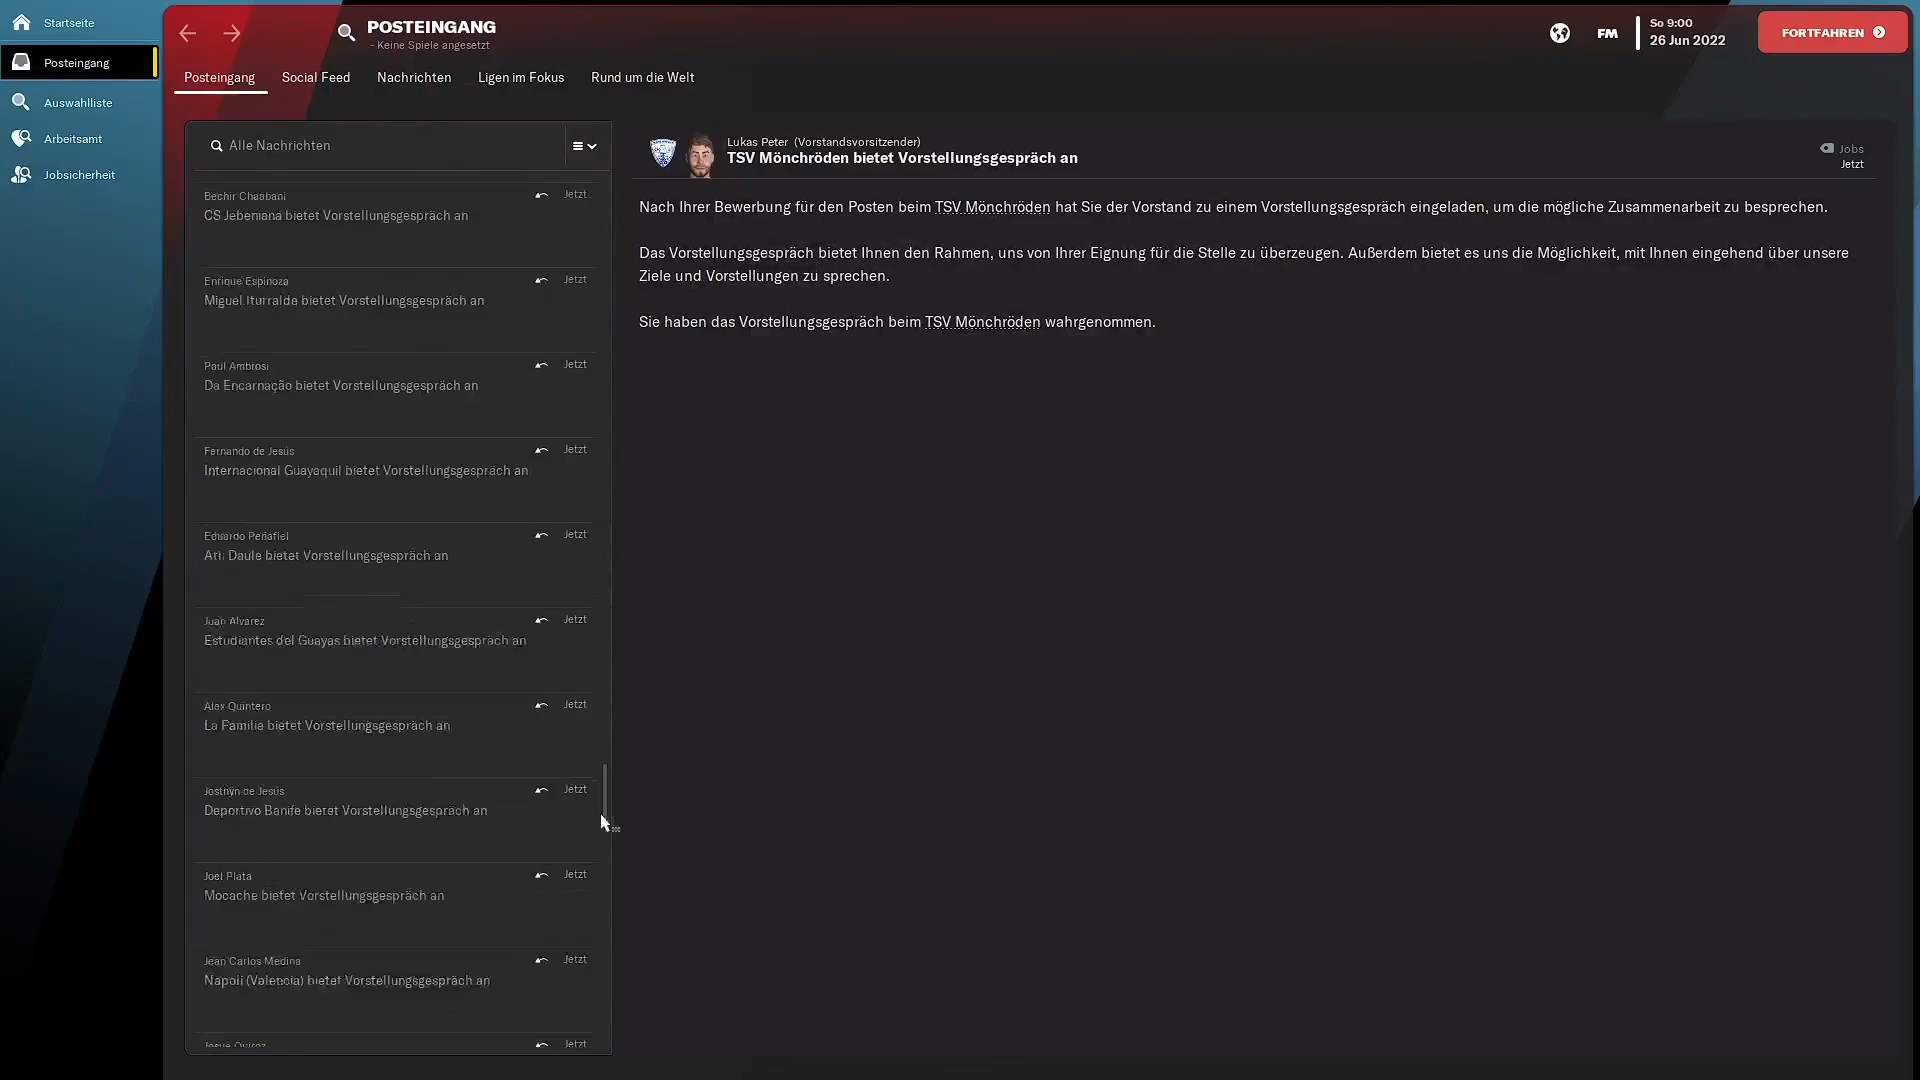 Startseite
Posteingang
Auswahlliste
Arbeitsamt
Jobsicherheit
POSTEINGANG
- Keine Spiele angesetzt
FM
So 9:00
26 Jun 2022
FORTFAHREN
Posteingang
Social Feed
Nachrichten
Ligen im Fokus
Rund um die Welt
Alle Nachrichten
Bechir Chaabani
Jetzt
CS Jebeniana bietet Vorstellungsgespräch an
Enrique Espinoza
Jetzt
Miguel Iturralde bietet Vorstellungsgespräch an
Paul Ambrosi
Jetzt
Da Encarnação bietet Vorstellungsgespräch an
Fernando de Jesús
Jetzt
Internacional Guayaquil bietet Vorstellungsgespräch an
Eduardo Peñafiel
Jetzt
Atl Daule bietet Vorstellungsgespräch an
Juan Alvarez
Jetzt
Estudiantes del Guayas bietet Vorstellungsgespräch an
Alex Quintero
Jetzt
La Familia bietet Vorstellungsgespräch an
Josthyn de Jesús
Jetzt
Deportivo Banife bietet Vorstellungsgespräch an
Joel Plata
Jetzt
Mocache bietet Vorstellungsgespräch an
Jean Carlos Medina
Jetzt
Napoli (Valencia) bietet Vorstellungsgespräch an
Jetzt
Lukas Peter (Vorstandsvorsitzender)
TSV Mönchröden bietet Vorstellungsgespräch an
Jobs
Jetzt
Nach Ihrer Bewerbung für den Posten beim TSV Mönchröden hat Sie der Vorstand zu einem Vorstellungsgespräch eingeladen, um die mögliche Zusammenarbeit zu besprechen.
Das Vorstellungsgespräch bietet Ihnen den Rahmen, uns von Ihrer Eignung für die Stelle zu überzeugen. Außerdem bietet es uns die Möglichkeit, mit Ihnen eingehend über unsere
Ziele und Vorstellungen zu sprechen.
Sie haben das Vorstellungsgespräch beim TSV Mönchröden wahrgenommen.